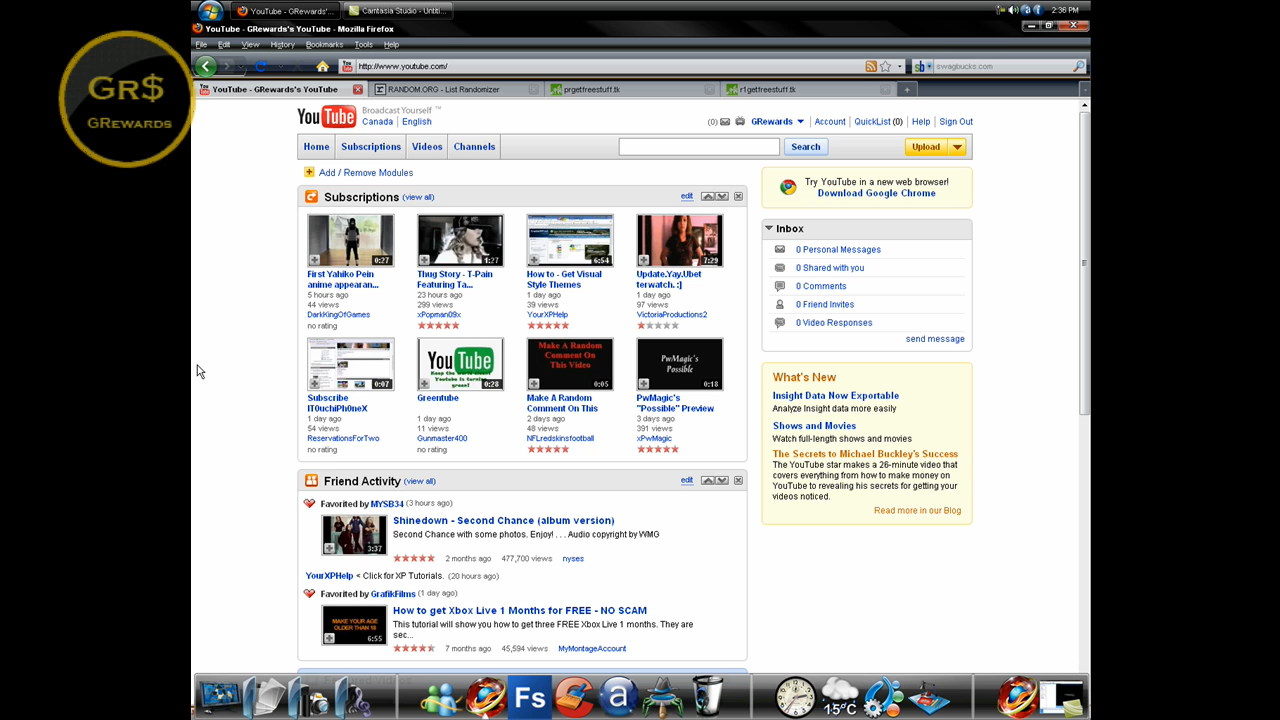 YouTube - GRewards's...
Camtasia Studio - Untitl...
2:36 PM
YouTube - GRewards's YouTube - Mozilla Firefox
File Edit View History Bookmarks Tools Help
http://www.youtube.com/
swagbucks.com
YouTube - GRewards's YouTube
RANDOM.ORG - List Randomizer
prgetfreestuff.tk
r1getfreestuff.tk
GR$
GRewards
YouTube
Broadcast Yourself ™
Canada English
(0) GRewards Account QuickList (0) Help Sign Out
Home Subscriptions Videos Channels
Search
Upload
Add / Remove Modules
Subscriptions (view all)
edit
0:27
1:27
6:54
7:29
First Yahiko Pein
anime appearan...
5 hours ago
44 views
DarkKingOfGames
no rating
Thug Story - T-Pain
Featuring Ta...
23 hours ago
299 views
xPopman09x
How to - Get Visual
Style Themes
1 day ago
39 views
YourXPHelp
Update.Yay.Ubet
terwatch. :]
1 day ago
97 views
VictoriaProductions2
0:07
YouTube
0:28
Make A Random
Comment On
This Video
0:05
PwMagic's
Possible
0:18
Subscribe
IT0uchiPh0neX
1 day ago
54 views
ReservationsForTwo
no rating
Greentube
1 day ago
11 views
Gunmaster400
no rating
Make A Random
Comment On This
2 days ago
48 views
NFLredskinsfootball
PwMagic's
"Possible" Preview
3 days ago
391 views
xPwMagic
Friend Activity (view all)
edit
Favorited by MYSB34 (3 hours ago)
3:37
Shinedown - Second Chance (album version)
Second Chance with some photos. Enjoy! . . . Audio copyright by WMG
2 months ago 477,700 views nyses
YourXPHelp < Click for XP Tutorials. (20 hours ago)
Favorited by GrafikFilms (1 day ago)
MAKE YOUR AGE
OLDER THAN 18
6:55
How to get Xbox Live 1 Months for FREE - NO SCAM
This tutorial will show you how to get three FREE Xbox Live 1 months. They are
sec...
7 months ago 45,594 views MyMontageAccount
Try YouTube in a new web browser!
Download Google Chrome
Inbox
0 Personal Messages
0 Shared with you
0 Comments
0 Friend Invites
0 Video Responses
send message
What's New
Insight Data Now Exportable
Analyze Insight data more easily
Shows and Movies
Watch full-length shows and movies
The Secrets to Michael Buckley's Success
The YouTube star makes a 26-minute video that
covers everything from how to make money on
YouTube to revealing his secrets for getting your
videos noticed.
Read more in our Blog
Fs
a
15°C